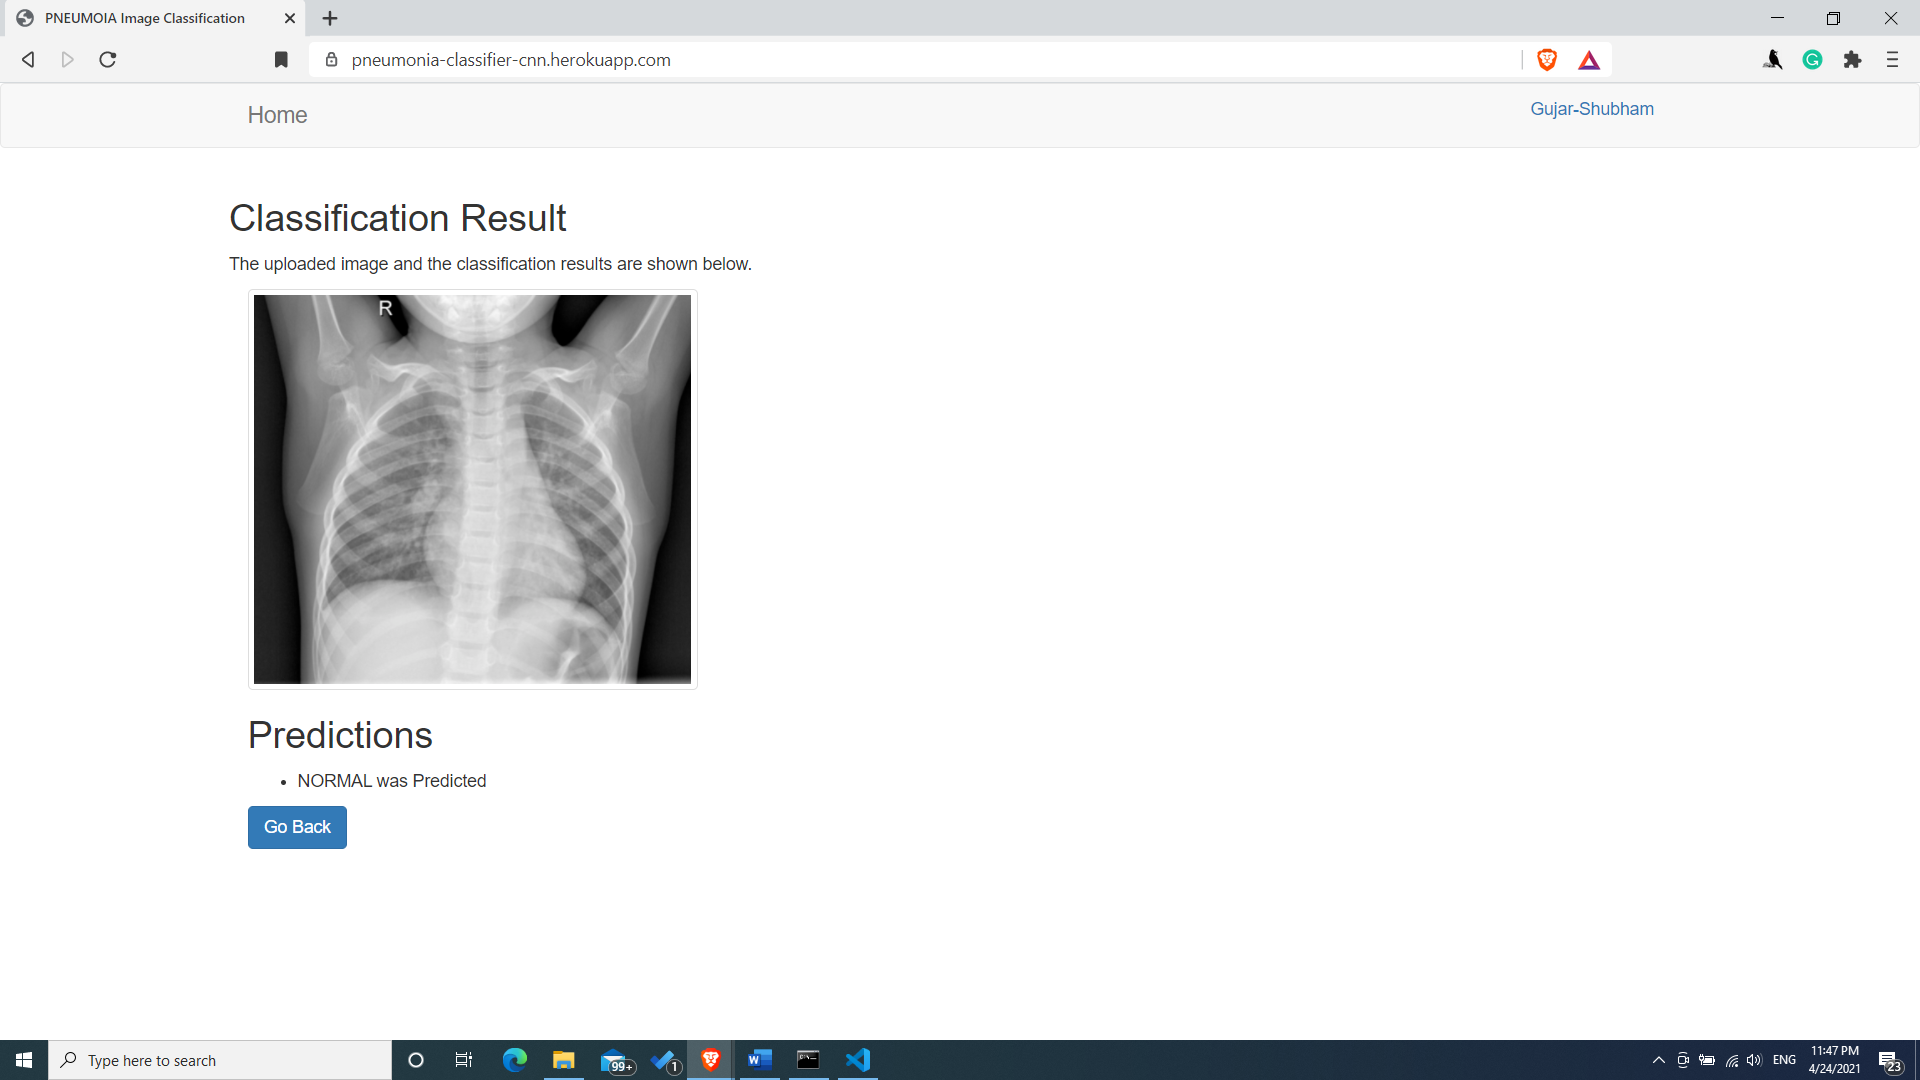 PNEUMOIA Image Classification
pneumonia-classifier-cnn.herokuapp.com
Home
Gujar-Shubham
Classification Result
The uploaded image and the classification results are shown below.
R
Predictions
NORMAL was Predicted
Go Back
Type here to search
99+
1
ENG
11:47 PM
4/24/2021
23